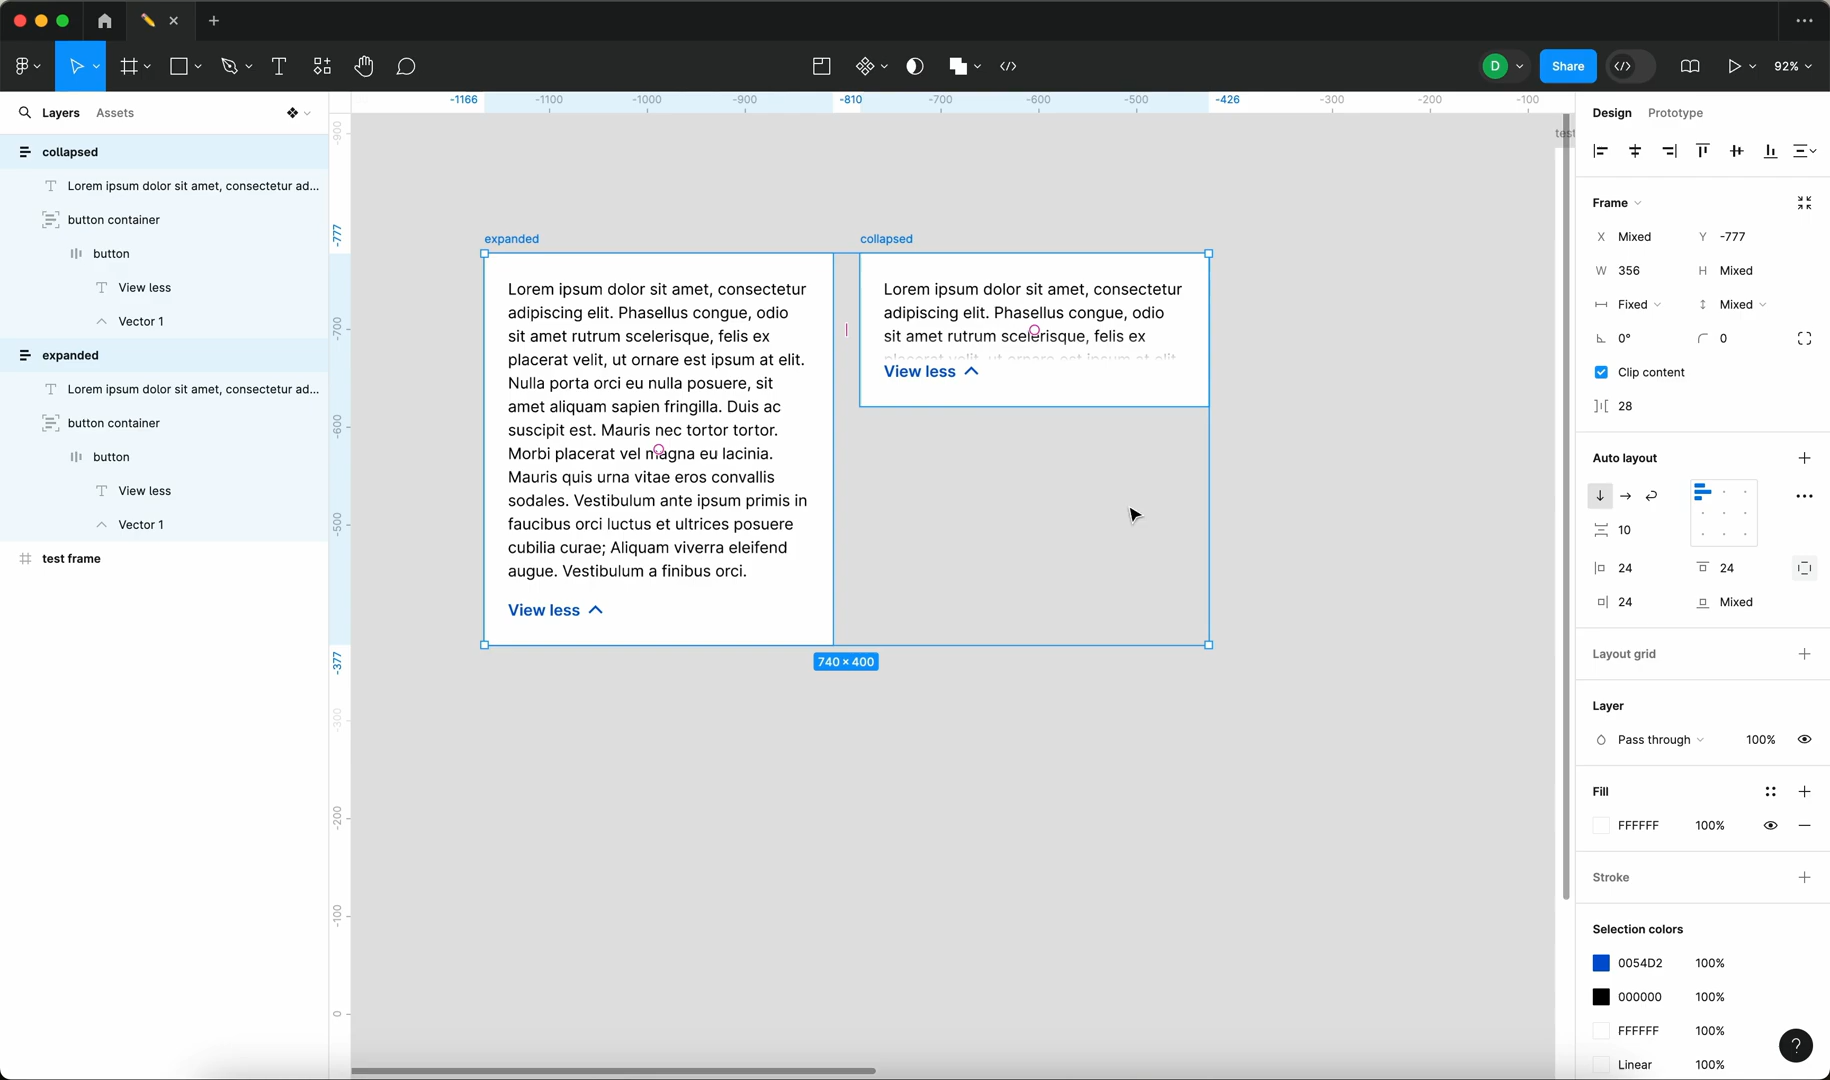 D
Share
92%
Layers
Assets
collapsed
Lorem ipsum dolor sit amet, consectetur ad...
button container
button
View less
Vector 1
expanded
Lorem ipsum dolor sit amet, consectetur ad...
button container
button
View less
Vector 1
test frame
-1166 -1100 -1000 -900 -810 -700 -600 -500 -426 -300 -200 -100
-900
-777
-700
-600
-500
-377
-300
-200
-100
0
test
expanded
Lorem ipsum dolor sit amet, consectetur
adipiscing elit. Phasellus congue, odio
sit amet rutrum scelerisque, felis ex
placerat velit, ut ornare est ipsum at elit.
Nulla porta orci eu nulla posuere, sit
amet aliquam sapien fringilla. Duis ac
suscipit est. Mauris nec tortor tortor.
Morbi placerat vel magna eu lacinia.
Mauris quis urna vitae eros convallis
sodales. Vestibulum ante ipsum primis in
faucibus orci luctus et ultrices posuere
cubilia curae; Aliquam viverra eleifend
augue. Vestibulum a finibus orci.
View less
collapsed
Lorem ipsum dolor sit amet, consectetur
adipiscing elit. Phasellus congue, odio
sit amet rutrum scelerisque, felis ex
placerat velit, ut ornare est ipsum at elit.
View less
740 × 400
Design
Prototype
Frame
X Mixed Y -777
W 356 H Mixed
Fixed Mixed
0° 0
Clip content
28
Auto layout
10
24 24
24 Mixed
Layout grid
Layer
Pass through 100%
Fill
FFFFFF 100%
Stroke
Selection colors
0054D2 100%
000000 100%
FFFFFF 100%
Linear 100%
?